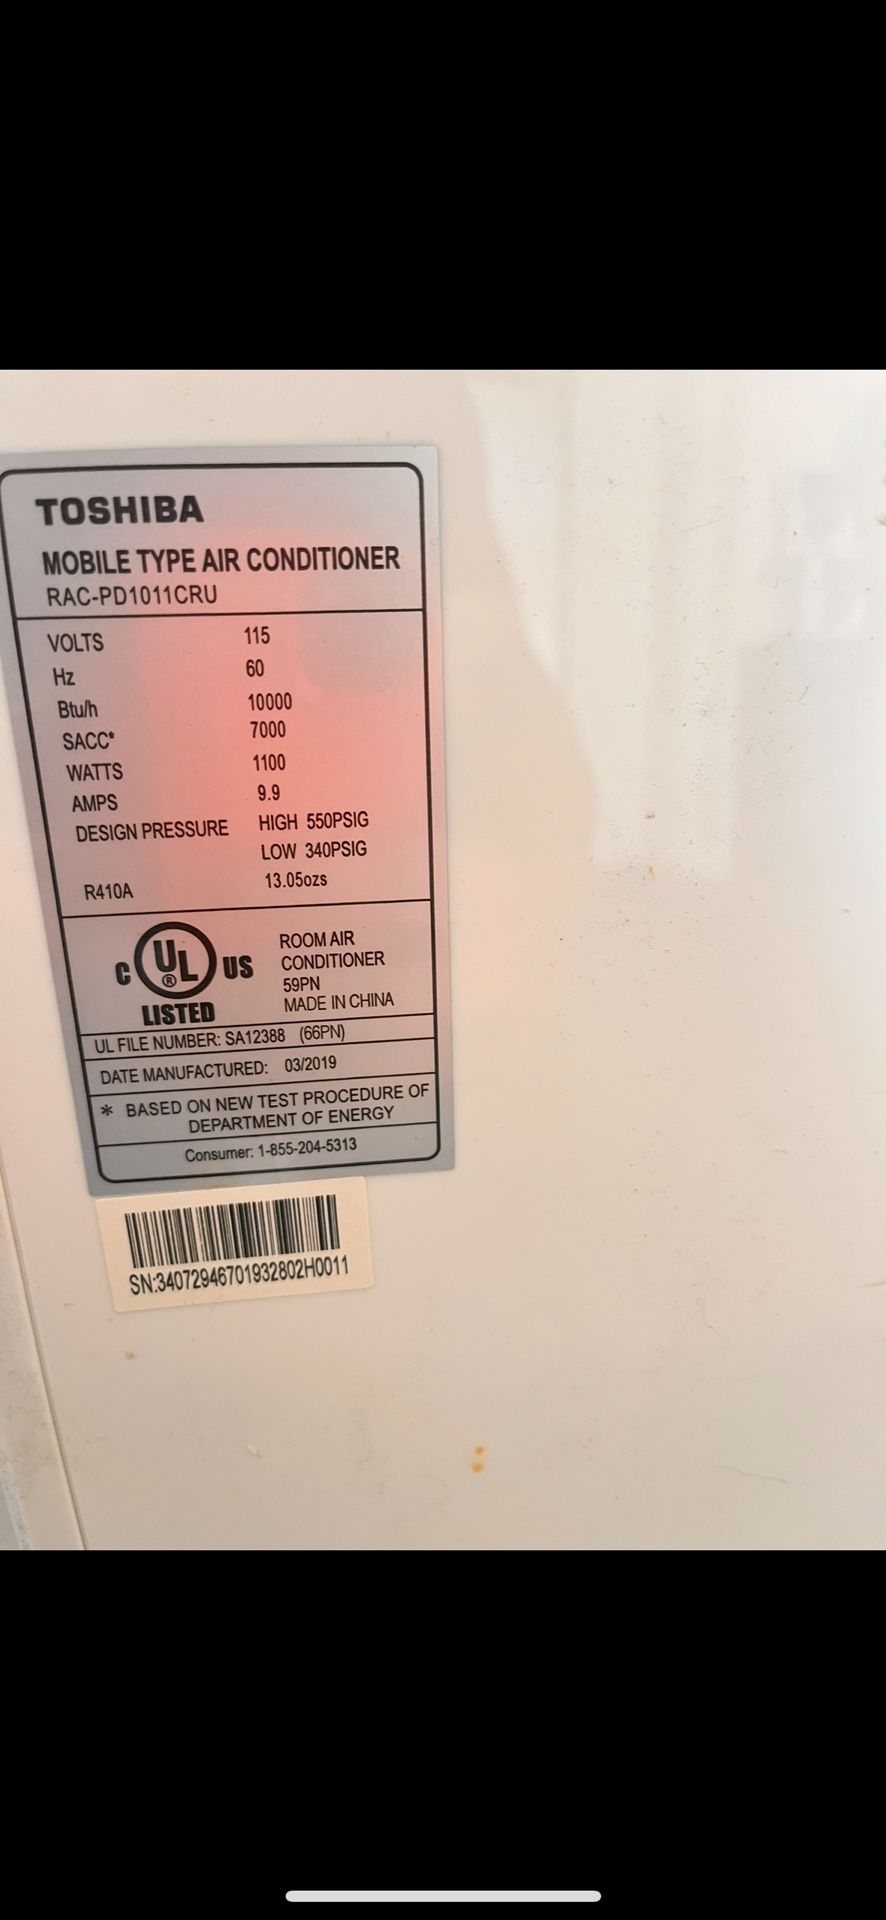 TOSHIBA
MOBILE TYPE AIR CONDITIONER
RAC-PD1011CRU
VOLTS 115
Hz 60
Btu/h 10000
SACC* 7000
WATTS 1100
AMPS 9.9
DESIGN PRESSURE HIGH 550PSIG
LOW 340PSIG
R410A 13.05ozs
C UL ® US
LISTED
ROOM AIR
CONDITIONER
59PN
MADE IN CHINA
UL FILE NUMBER: SA12388 (66PN)
DATE MANUFACTURED: 03/2019
* BASED ON NEW TEST PROCEDURE OF
DEPARTMENT OF ENERGY
Consumer: 1-855-204-5313
SN:34072946701932802H0011